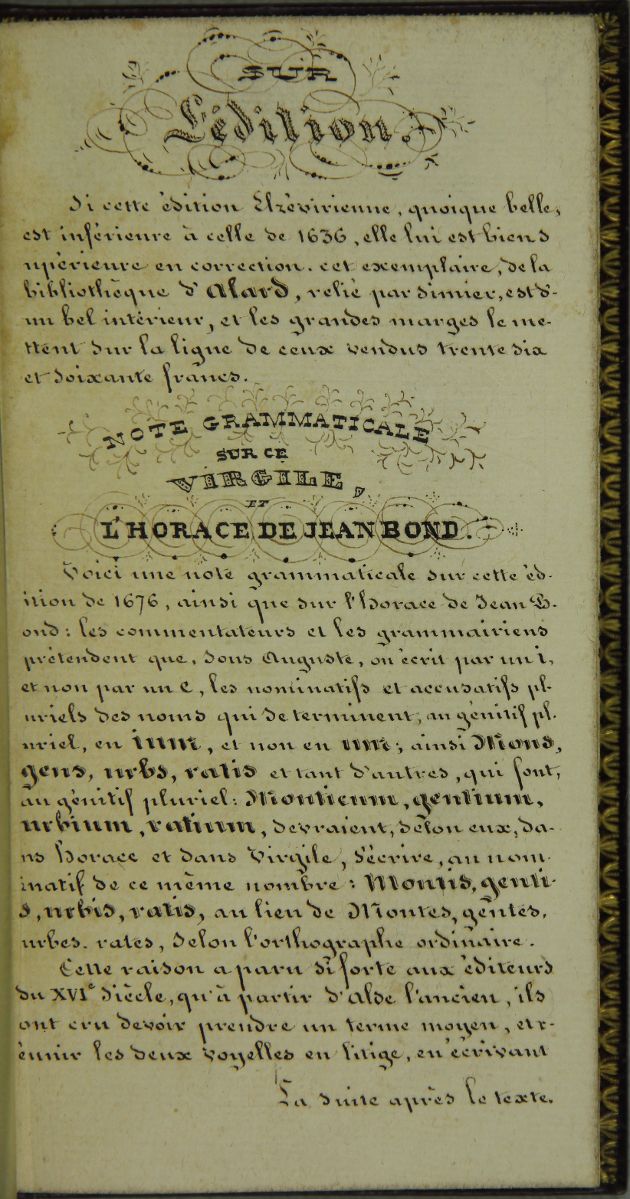 SUR
L'édition.
Si cette édition Elzévirienne, quoique belle,
est inférieure à celle de 1636, elle lui est bien s
upérieure en correction. cet exemplaire, de la
bibliothèque d'Alard, relié par simier, est d'
un bel intérieur, et les grandes marges le me-
ttent sur la ligne de ceux vendus trente six
et soixante francs.
NOTE GRAMMATICALE
SUR CE
VIRGILE,
ET
L'HORACE DE JEAN BOND.
Voici une note grammaticale sur cette éd-
ition de 1676, ainsi que sur l'Horace de Jean B-
ond: les commentateurs et les grammairiens
prétendent que, sous Auguste, on écrit par un i,
et non par un e, les nominatifs et accusatifs pl-
uriels des noms qui se terminent, au génitif pl-
uriel, en ium, et non en um; ainsi Mons,
gens, urbs, ratis et tant d'autres, qui font,
au génitif pluriel: Montieum, gentium,
urbium, ratium, devraient, selon eux, da-
ns Horace et dans Virgile, s'écrire, au nom-
inatif de ce même nombre: Montis, genti-
s, urbis, ratis, au lieu de Montes, gentes,
urbes. rates, selon l'orthographe ordinaire.
Cette raison a paru si forte aux éditeurs
du XVIe siècle, qu'à partir d'Alde l'ancien, ils
ont cru devoir prendre un terme moyen, et r-
éunir les deux voyelles en litige, en écrivant
La suite après le texte.